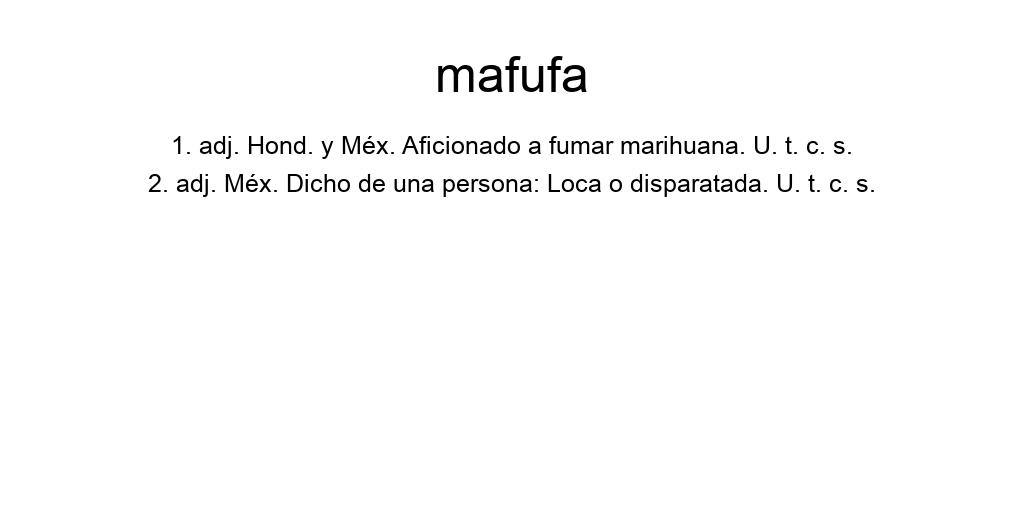 mafufa
1. adj. Hond. y Méx. Aficionado a fumar marihuana. U. t. c. s.
2. adj. Méx. Dicho de una persona: Loca o disparatada. U. t. c. s.